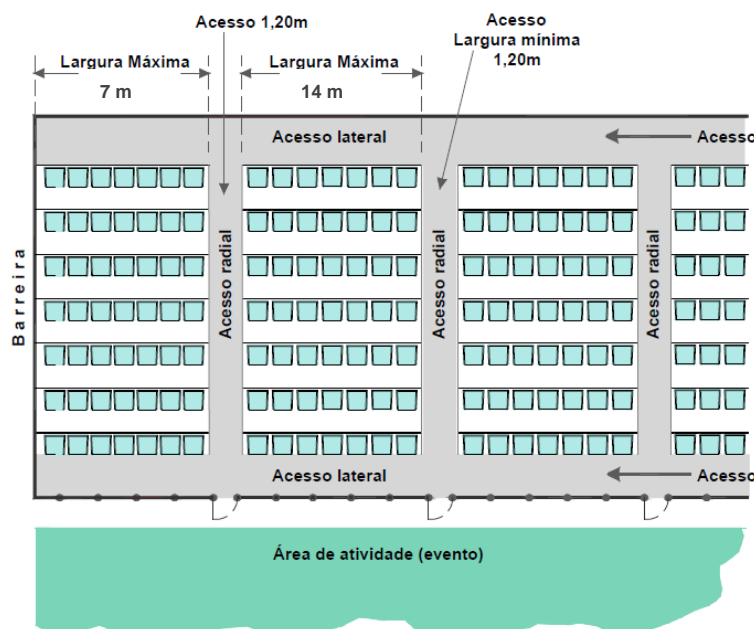 Acesso 1,20m
Acesso
Largura mínima
1,20m
Largura Máxima
Largura Máxima
7 m
14 m
Acesso lateral
Acesso
Barreira
Acesso radial
Acesso radial
Acesso radial
Acesso lateral
Acesso
Área de atividade (evento)